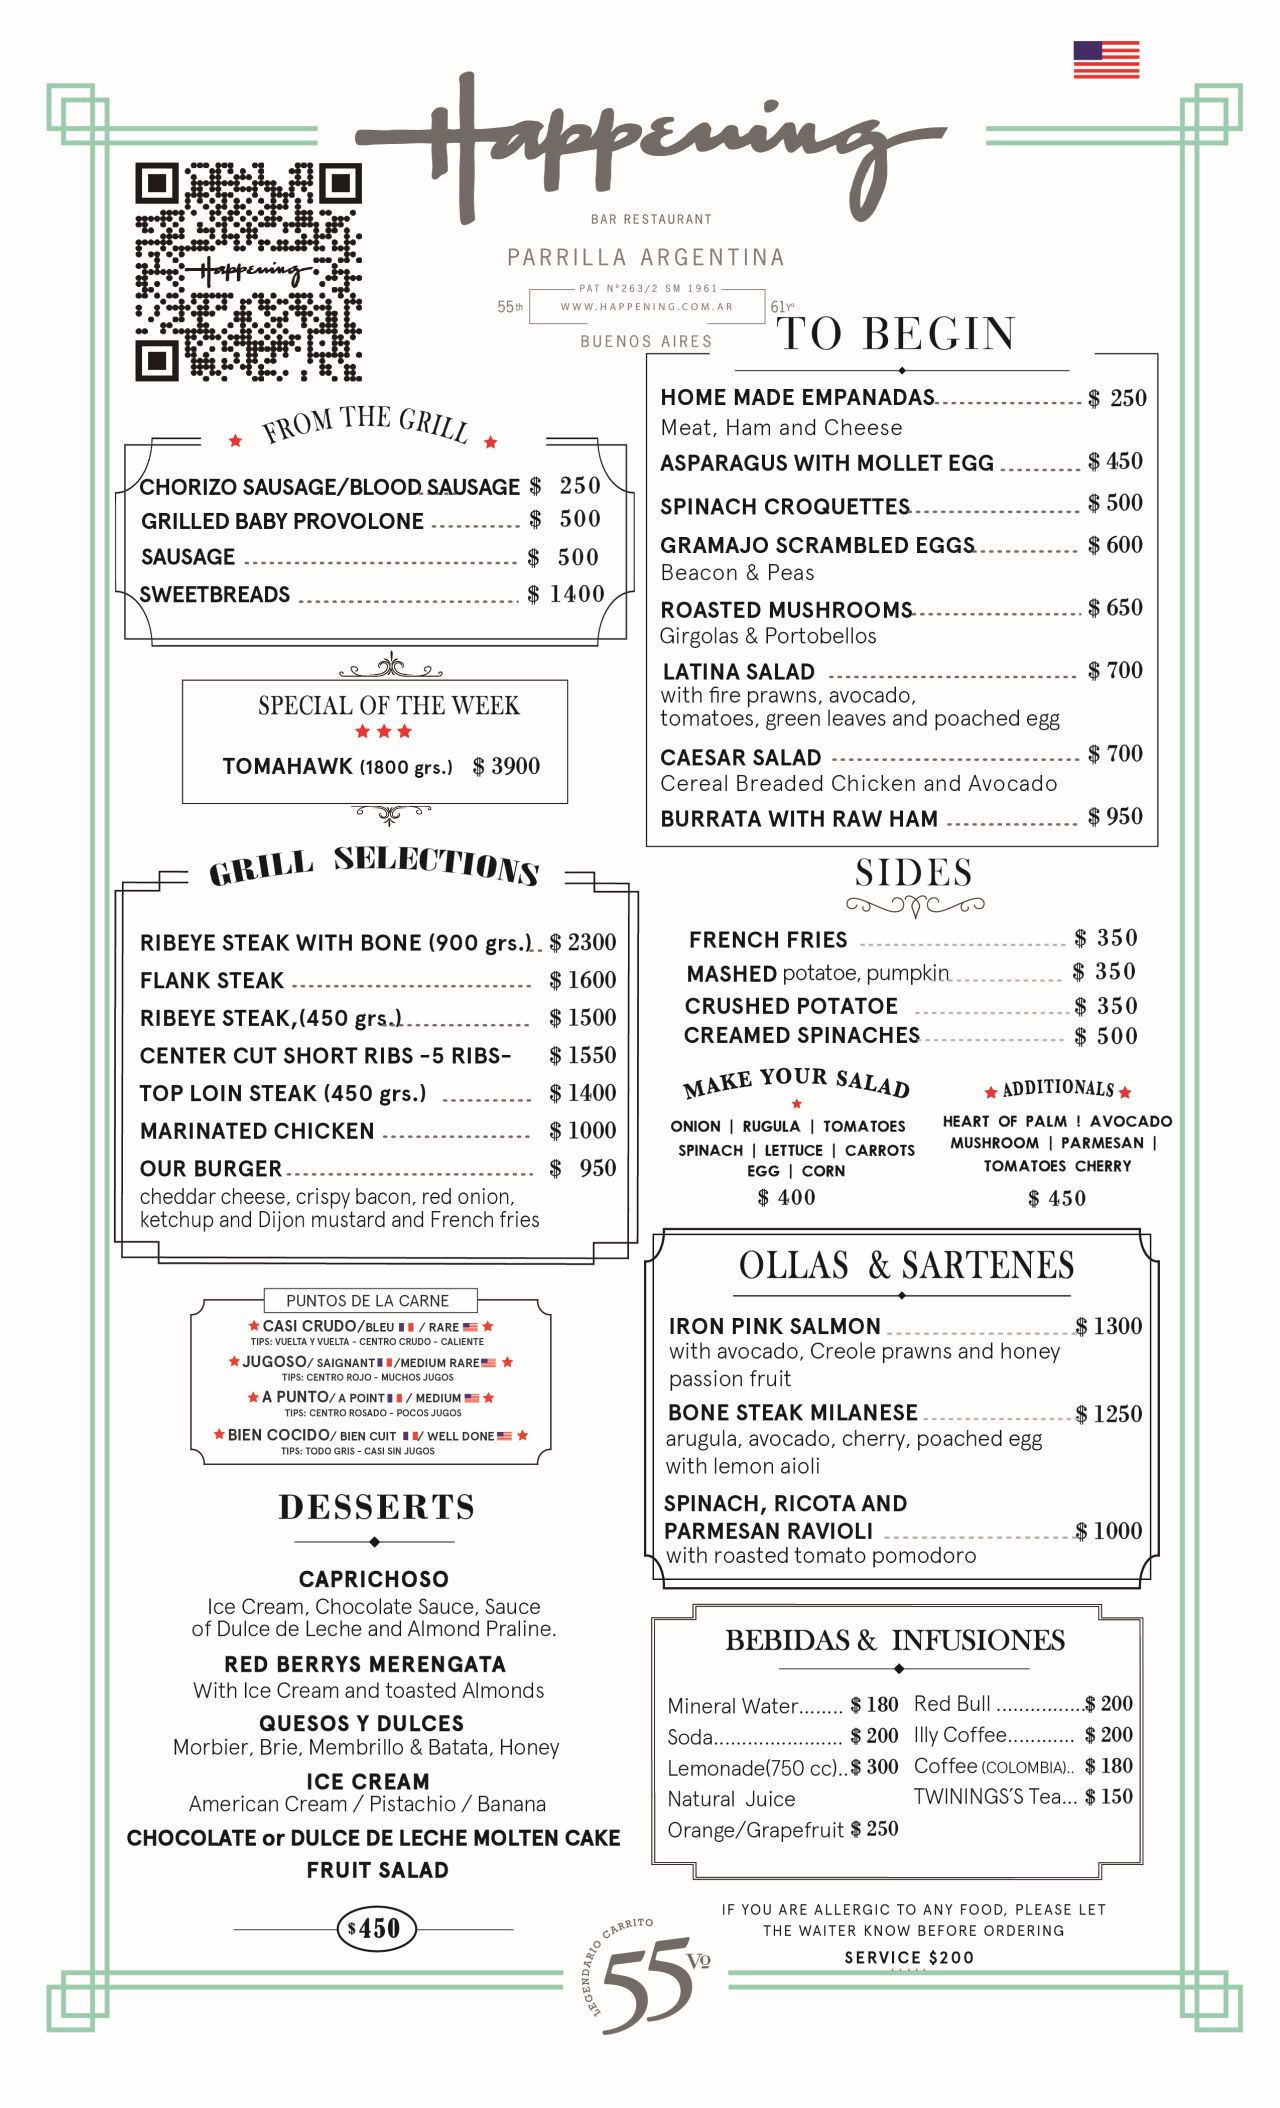 Happening
BAR RESTAURANT
PARRILLA ARGENTINA
PAT N°263/2 SM 1961
55th WWW.HAPPENING.COM.AR 61Yº
BUENOS AIRES
Happening
FROM THE GRILL
CHORIZO SAUSAGE/BLOOD SAUSAGE $ 250
GRILLED BABY PROVOLONE ........... $ 500
SAUSAGE ................................. $ 500
SWEETBREADS ........................... $ 1400
SPECIAL OF THE WEEK
TOMAHAWK (1800 grs.) $ 3900
GRILL SELECTIONS
RIBEYE STEAK WITH BONE (900 grs.).. $ 2300
FLANK STEAK .............................. $ 1600
RIBEYE STEAK,(450 grs.)................ $ 1500
CENTER CUT SHORT RIBS -5 RIBS- $ 1550
TOP LOIN STEAK (450 grs.) ........... $ 1400
MARINATED CHICKEN .................. $ 1000
OUR BURGER.............................. $ 950
cheddar cheese, crispy bacon, red onion,
ketchup and Dijon mustard and French fries
PUNTOS DE LA CARNE
CASI CRUDO/BLEU / RARE
TIPS: VUELTA Y VUELTA - CENTRO CRUDO - CALIENTE
JUGOSO/ SAIGNANT /MEDIUM RARE
TIPS: CENTRO ROJO - MUCHOS JUGOS
A PUNTO/ A POINT / MEDIUM
TIPS: CENTRO ROSADO - POCOS JUGOS
BIEN COCIDO/ BIEN CUIT / WELL DONE
TIPS: TODO GRIS - CASI SIN JUGOS
DESSERTS
CAPRICHOSO
Ice Cream, Chocolate Sauce, Sauce
of Dulce de Leche and Almond Praline.
RED BERRYS MERENGATA
With Ice Cream and toasted Almonds
QUESOS Y DULCES
Morbier, Brie, Membrillo & Batata, Honey
ICE CREAM
American Cream / Pistachio / Banana
CHOCOLATE or DULCE DE LECHE MOLTEN CAKE
FRUIT SALAD
$450
TO BEGIN
HOME MADE EMPANADAS.................. $ 250
Meat, Ham and Cheese
ASPARAGUS WITH MOLLET EGG .......... $ 450
SPINACH CROQUETTES..................... $ 500
GRAMAJO SCRAMBLED EGGS............. $ 600
Beacon & Peas
ROASTED MUSHROOMS..................... $ 650
Girgolas & Portobellos
LATINA SALAD .............................. $ 700
with fire prawns, avocado,
tomatoes, green leaves and poached egg
CAESAR SALAD .............................. $ 700
Cereal Breaded Chicken and Avocado
BURRATA WITH RAW HAM ................ $ 950
SIDES
FRENCH FRIES ......................... $ 350
MASHED potatoe, pumpkin.............. $ 350
CRUSHED POTATOE ................... $ 350
CREAMED SPINACHES.................. $ 500
MAKE YOUR SALAD
ONION | RUGULA | TOMATOES
SPINACH | LETTUCE | CARROTS
EGG | CORN
$ 400
ADDITIONALS
HEART OF PALM ! AVOCADO
MUSHROOM | PARMESAN |
TOMATOES CHERRY
$ 450
OLLAS & SARTENES
IRON PINK SALMON .......................$ 1300
with avocado, Creole prawns and honey
passion fruit
BONE STEAK MILANESE ..................$ 1250
arugula, avocado, cherry, poached egg
with lemon aioli
SPINACH, RICOTA AND
PARMESAN RAVIOLI .......................$ 1000
with roasted tomato pomodoro
BEBIDAS & INFUSIONES
Mineral Water........ $ 180
Soda....................... $ 200
Lemonade(750 cc)..$ 300
Natural Juice
Orange/Grapefruit $ 250
Red Bull ................$ 200
Illy Coffee............ $ 200
Coffee (COLOMBIA).. $ 180
TWININGS'S Tea... $ 150
IF YOU ARE ALLERGIC TO ANY FOOD, PLEASE LET
THE WAITER KNOW BEFORE ORDERING
SERVICE $200
LEGENDARIO CARRITO
55 Vº